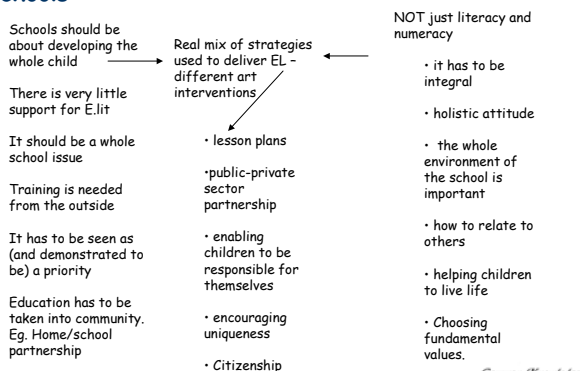 Schools should be
about developing the
whole child
There is very little
support for E.lit
It should be a whole
school issue
Training is needed
from the outside
It has to be seen as
(and demonstrated to
be) a priority
Education has to be
taken into community.
Eg. Home/school
partnership
Real mix of strategies
used to deliver EL –
different art
interventions
• lesson plans
•public-private
sector
partnership
• enabling
children to be
responsible for
themselves
• encouraging
uniqueness
• Citizenship
NOT just literacy and
numeracy
• it has to be
integral
• holistic attitude
• the whole
environment of
the school is
important
• how to relate to
others
• helping children
to live life
• Choosing
fundamental
values.